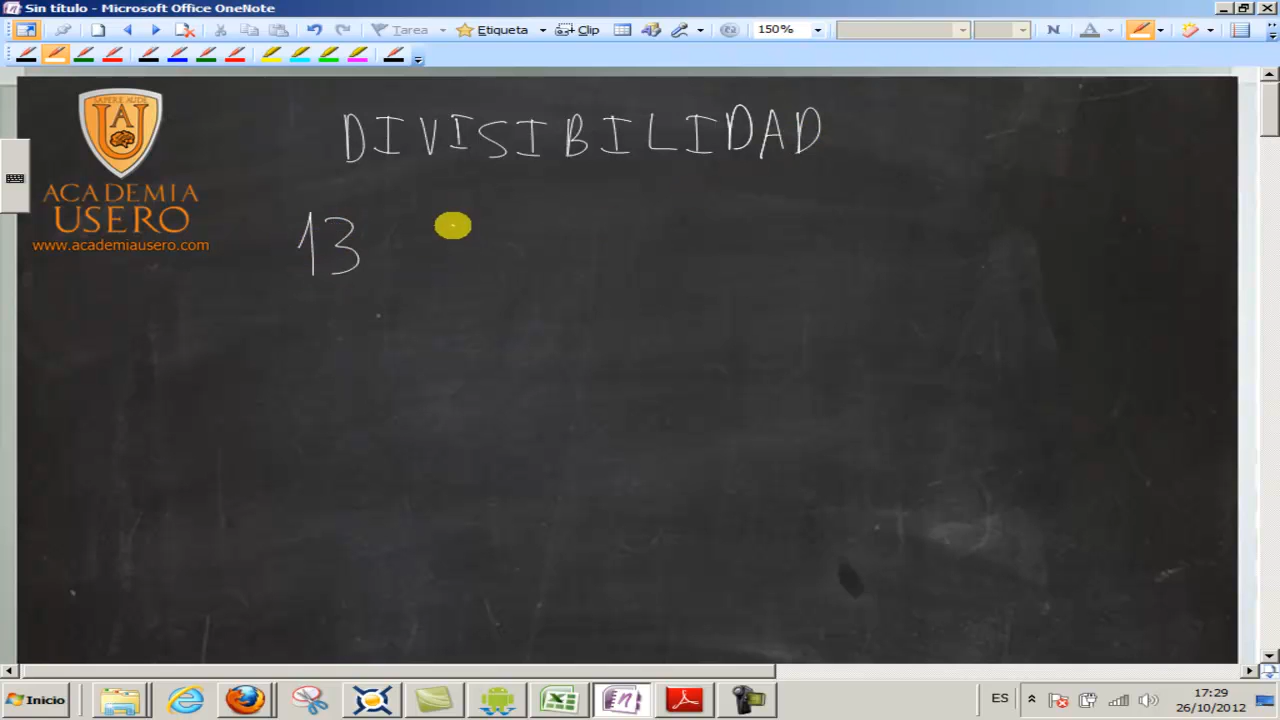 Sin título - Microsoft Office OneNote
Tarea Etiqueta Clip 150% N A
SAPERE AUDE
UA
ACADEMIA
USERO
www.academiausero.com
DIVISIBILIDAD
13
Inicio
ES
17:29
26/10/2012